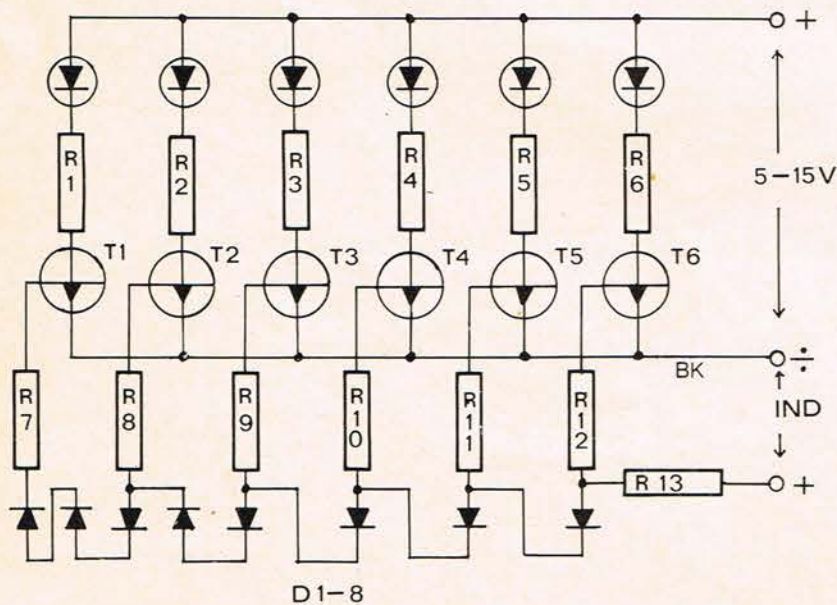 +
5-15V
R1
R2
R3
R4
R5
R6
T1
T2
T3
T4
T5
T6
÷
BK
IND
R7
R8
R9
R10
R11
R12
R 13
+
D1-8